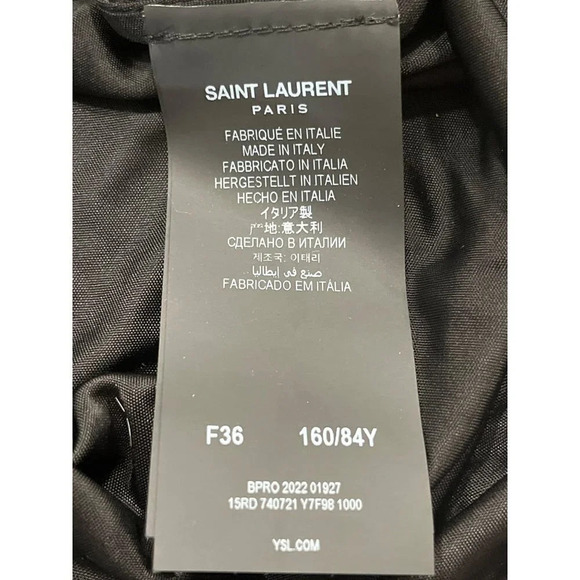 SAINT LAURENT
PARIS
FABRIQUÉ EN ITALIE
MADE IN ITALY
FABBRICATO IN ITALIA
HERGESTELLT IN ITALIEN
HECHO EN ITALIA
イタリア製
地:意大利
СДЕЛАНО В ИТАЛИИ
제조국: 이태리
صنع في إيطاليا
FABRICADO EM ITÁLIA
F36 160/84Y
BPRO 2022 01927
15RD 740721 Y7F98 1000
YSL.COM